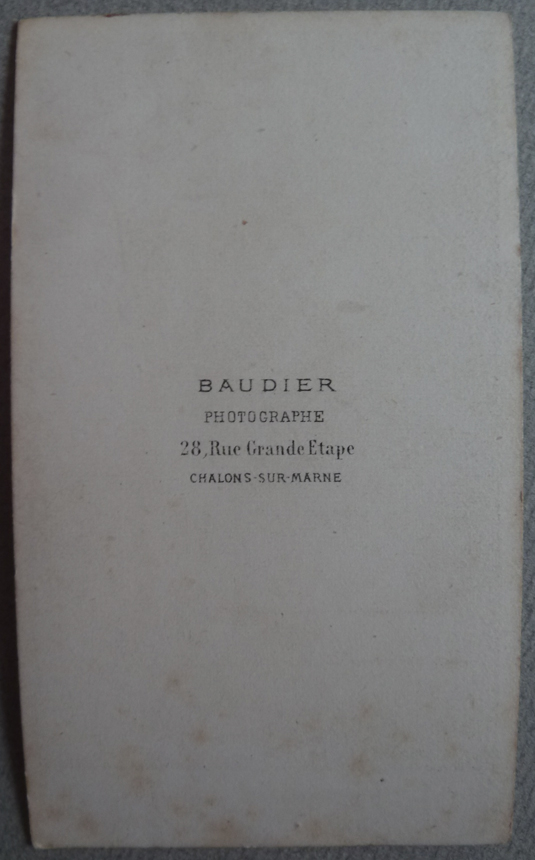 BAUDIER
PHOTOGRAPHE
28, Rue Grande Etape
CHALONS-SUR-MARNE